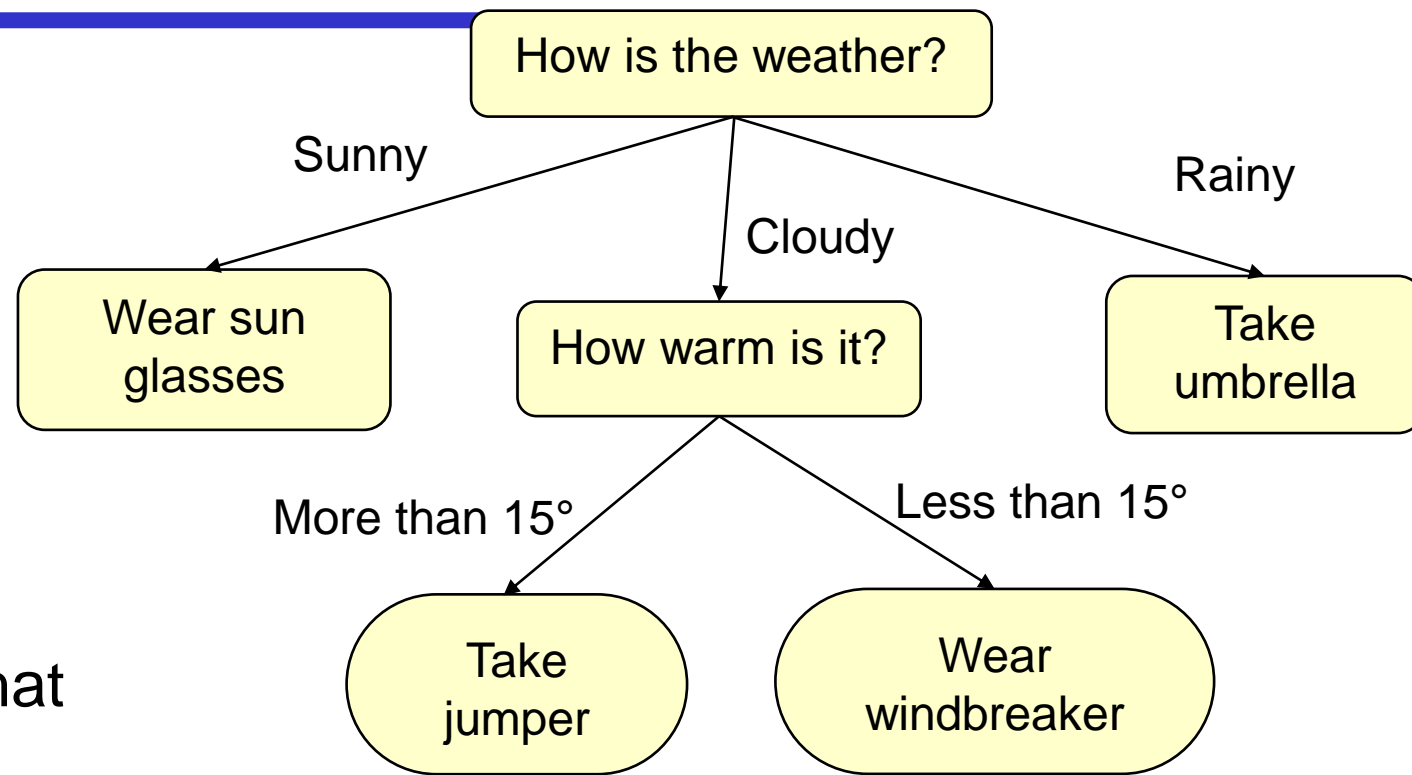 How is the weather?
Sunny
Rainy
Cloudy
Wear sun
glasses
How warm is it?
Take
umbrella
More than 15°
Less than 15°
Take
jumper
Wear
windbreaker